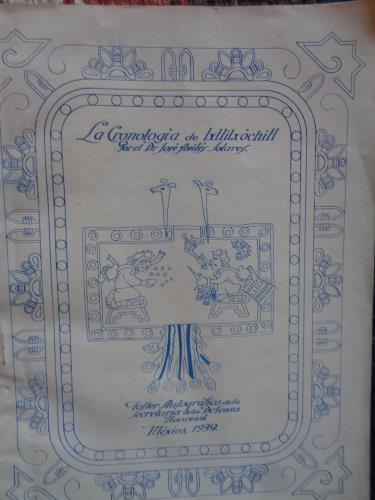 La Cronología de Ixtlilxóchitl
Por el Dr José Avilés Solares.
Taller Autográfico de la
Secretaría de la Defensa
Nacional.
México, 1939